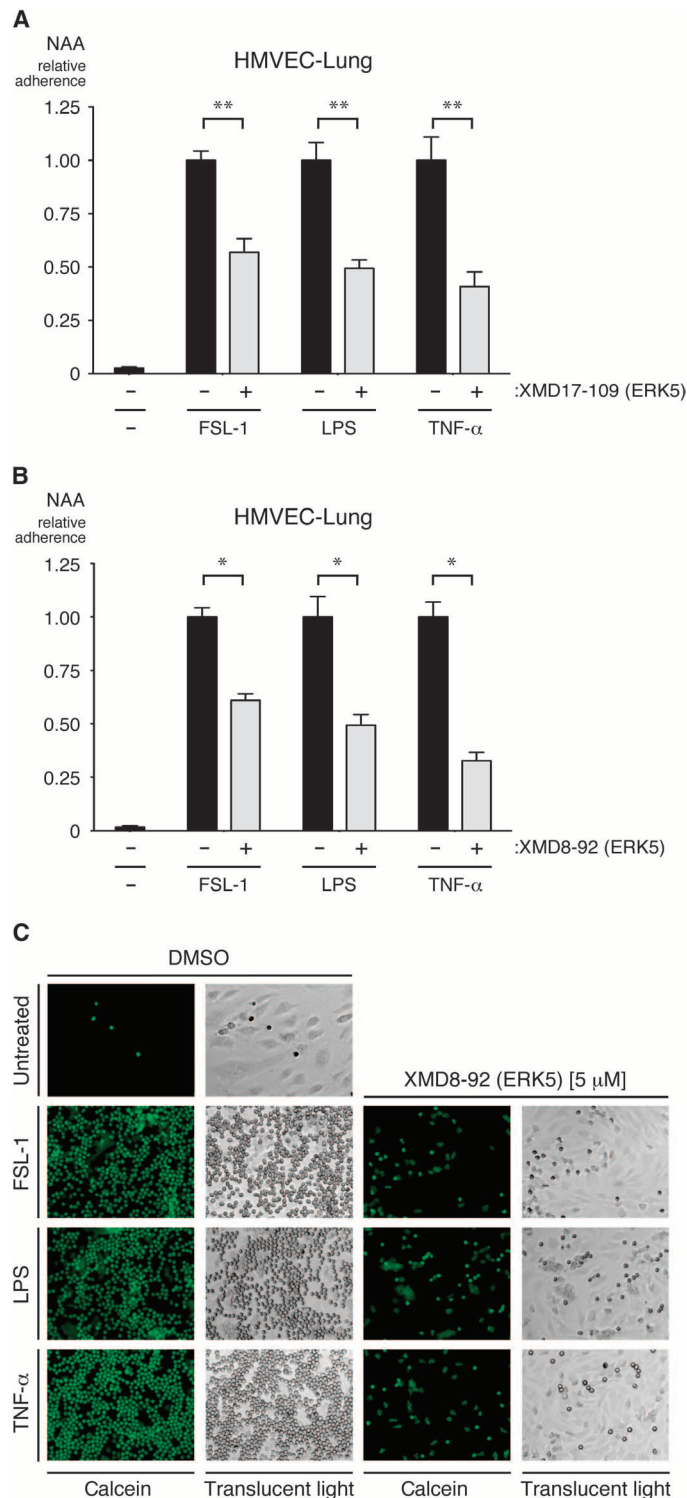 A
NAA
relative
adherence
HMVEC-Lung
1.25
1.00
0.75
0.50
0.25
0
** ** **
– – + – + – + :XMD17-109 (ERK5)
– FSL-1 LPS TNF-α
B
NAA
relative
adherence
HMVEC-Lung
1.25
1.00
0.75
0.50
0.25
0
* * *
– – + – + – + :XMD8-92 (ERK5)
– FSL-1 LPS TNF-α
C
DMSO
Untreated
XMD8-92 (ERK5) [5 μM]
FSL-1
LPS
TNF-α
Calcein Translucent light Calcein Translucent light